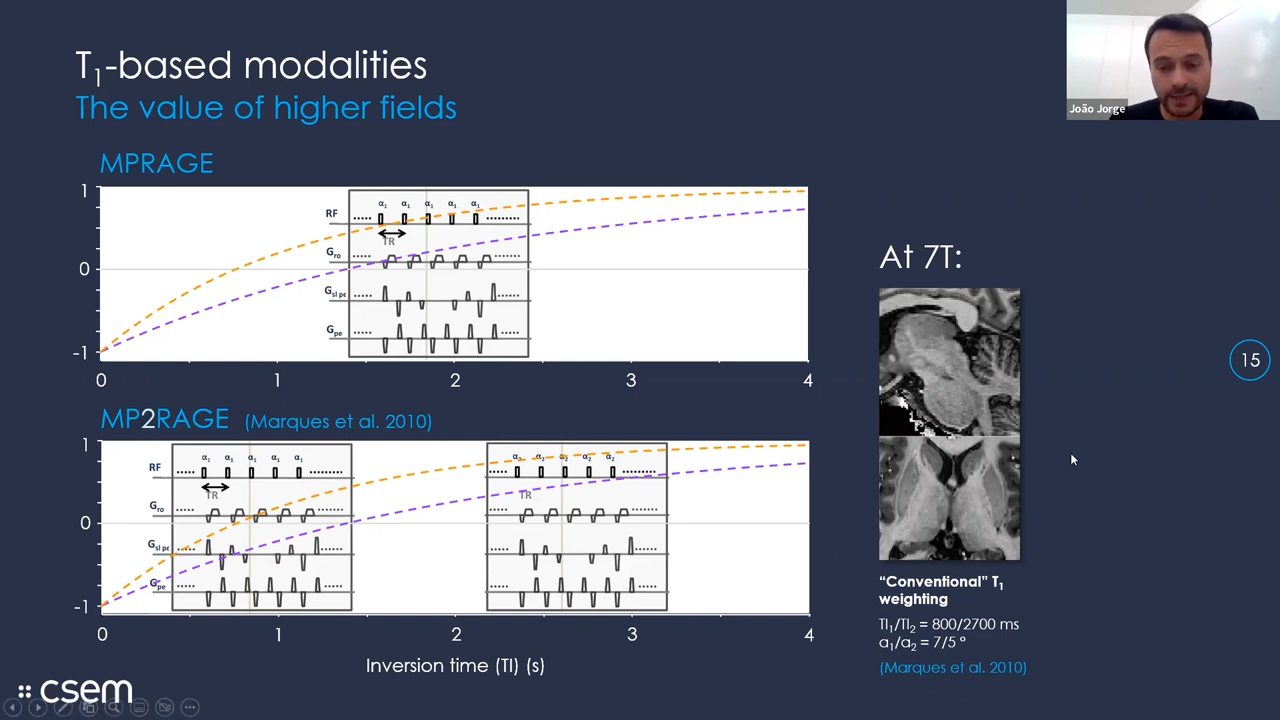 T1-based modalities
The value of higher fields
João Jorge
MPRAGE
1
0
-1
RF
α1 α1 α1 α1 α1
TR
Gro
Gsl pe
Gpe
0 1 2 3 4
MP2RAGE (Marques et al. 2010)
1
0
-1
RF
α1 α1 α1 α1 α1
α2 α2 α2 α2 α2
TR
TR
Gro
Gsl pe
Gpe
0 1 2 3 4
Inversion time (TI) (s)
At 7T:
15
"Conventional" T1
weighting
TI1/TI2 = 800/2700 ms
α1/α2 = 7/5 °
(Marques et al. 2010)
csem